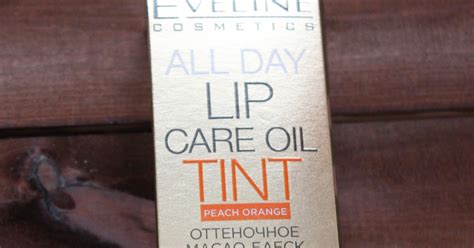 EVELINE
COSMETICS
ALL DAY
LIP
CARE OIL
TINT
PEACH ORANGE
ОТТЕНОЧНОЕ
МАСЛО БЛЕСК